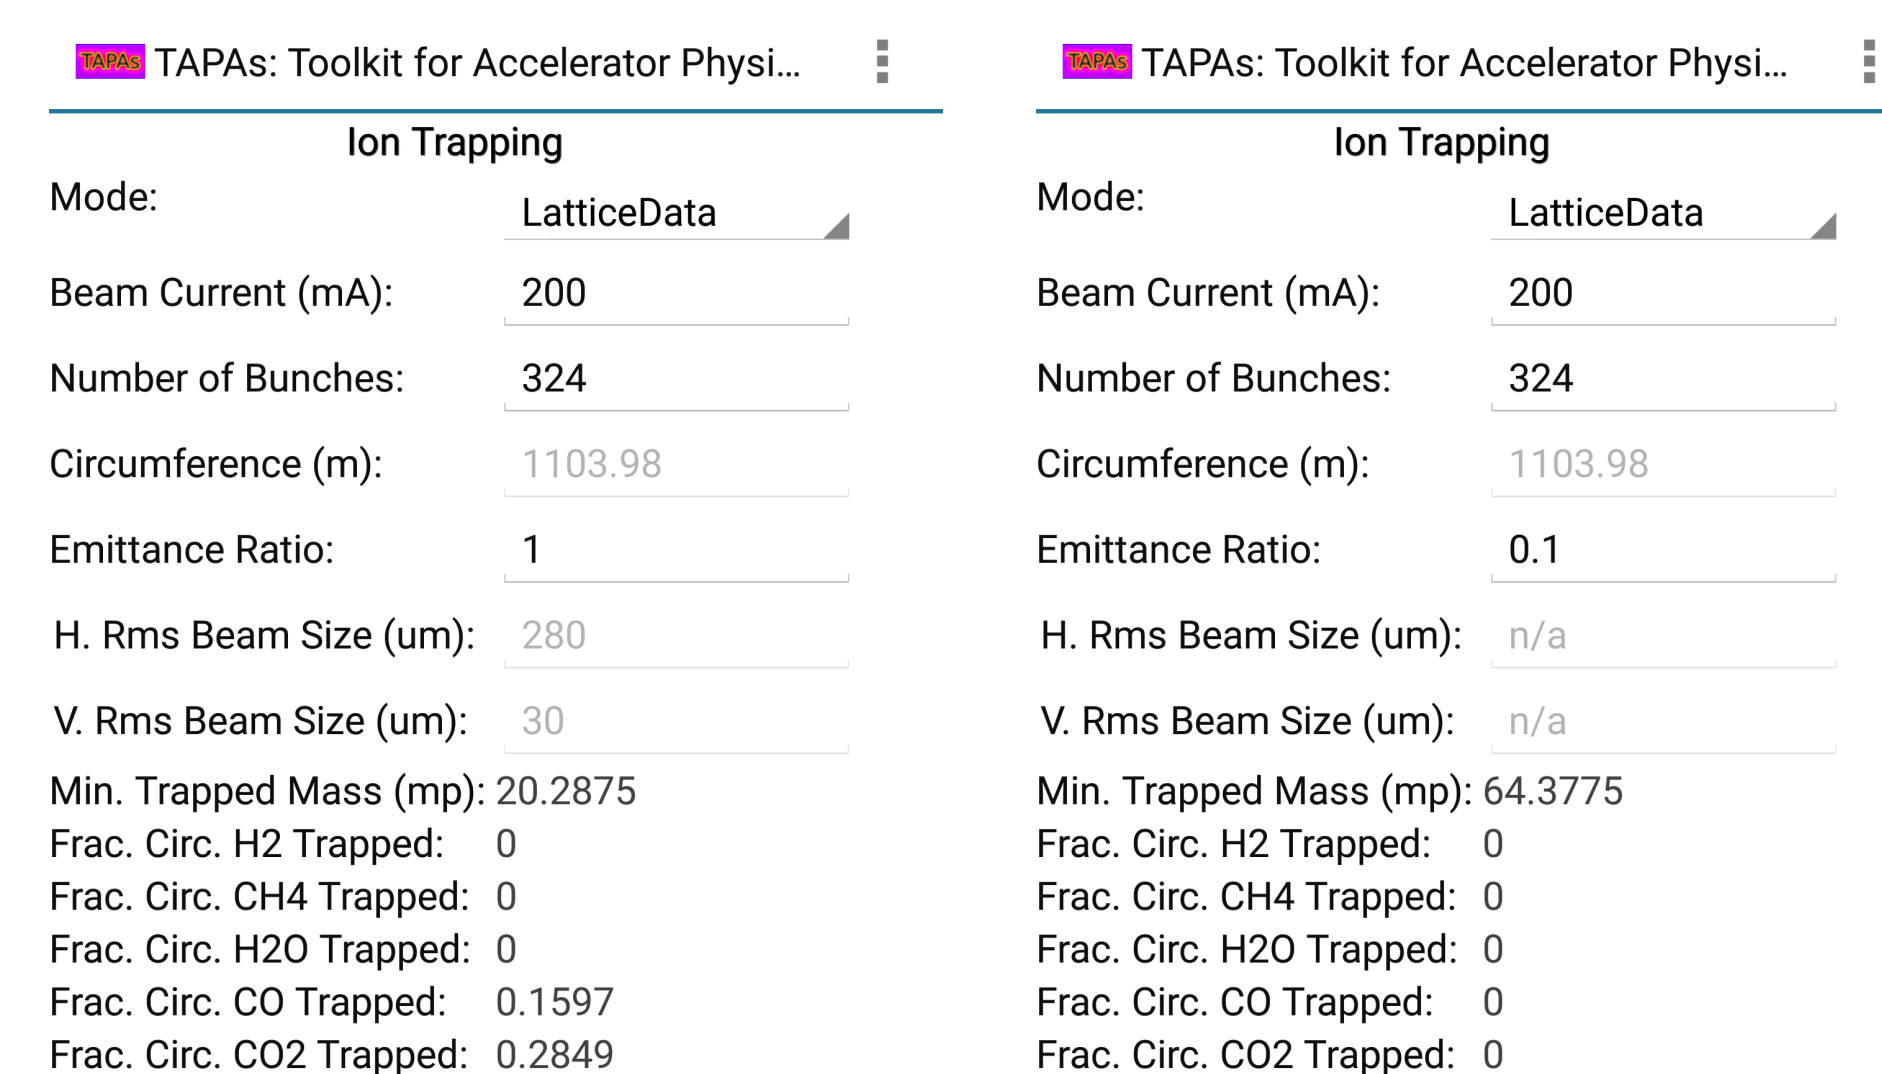 TAPAs TAPAs: Toolkit for Accelerator Physi...
Ion Trapping
Mode: LatticeData
Beam Current (mA): 200
Number of Bunches: 324
Circumference (m): 1103.98
Emittance Ratio: 1
H. Rms Beam Size (um): 280
V. Rms Beam Size (um): 30
Min. Trapped Mass (mp): 20.2875
Frac. Circ. H2 Trapped: 0
Frac. Circ. CH4 Trapped: 0
Frac. Circ. H2O Trapped: 0
Frac. Circ. CO Trapped: 0.1597
Frac. Circ. CO2 Trapped: 0.2849
TAPAs TAPAs: Toolkit for Accelerator Physi...
Ion Trapping
Mode: LatticeData
Beam Current (mA): 200
Number of Bunches: 324
Circumference (m): 1103.98
Emittance Ratio: 0.1
H. Rms Beam Size (um): n/a
V. Rms Beam Size (um): n/a
Min. Trapped Mass (mp): 64.3775
Frac. Circ. H2 Trapped: 0
Frac. Circ. CH4 Trapped: 0
Frac. Circ. H2O Trapped: 0
Frac. Circ. CO Trapped: 0
Frac. Circ. CO2 Trapped: 0